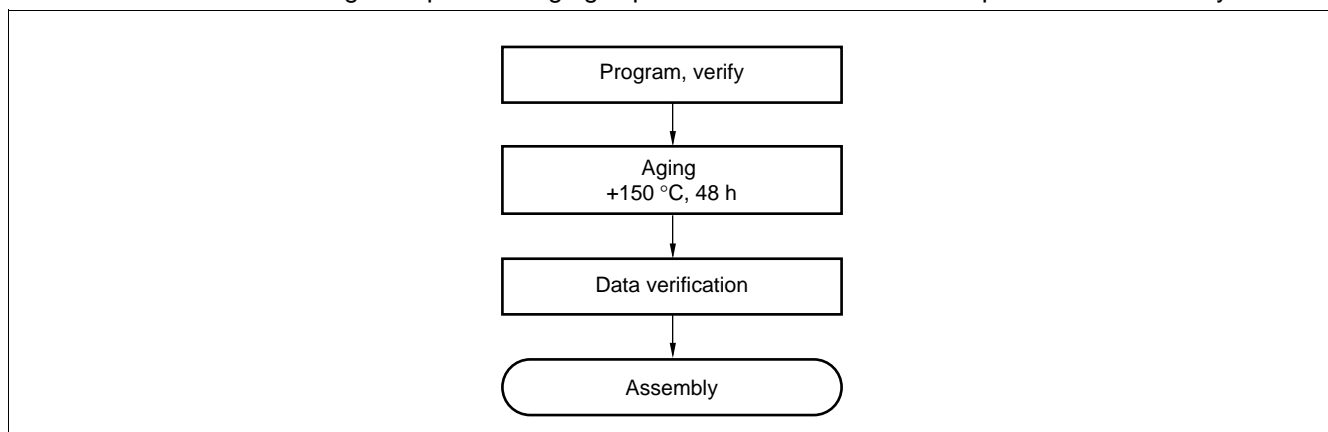 Program, verify
Aging
+150 °C, 48 h
Data verification
Assembly